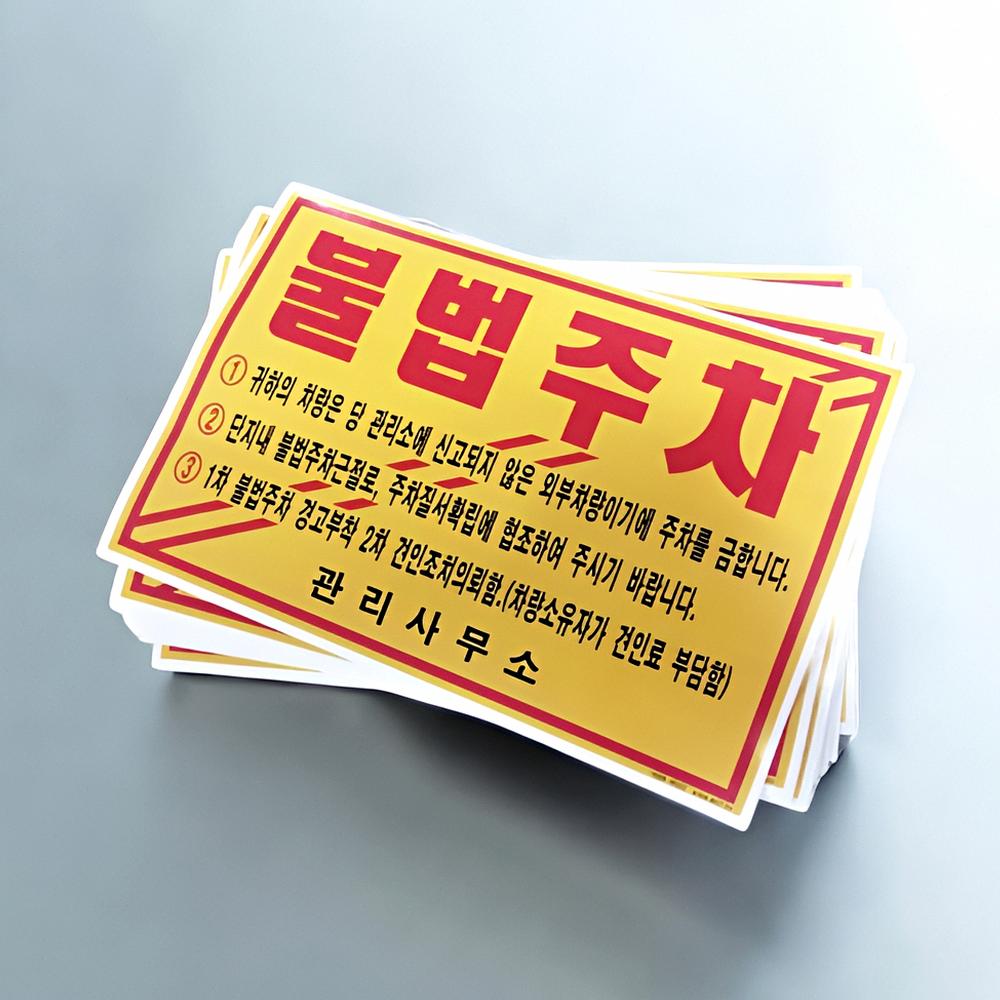 불법주차
① 귀하의 차량은 당 관리소에 신고되지 않은 외부차량이기에 주차를 금합니다.
② 단지내 불법주차근절로, 주차질서확립에 협조하여 주시기 바랍니다.
③ 1차 불법주차 경고부착 2차 견인조치의뢰함.(차량소유자가 견인료 부담함)
관리사무소